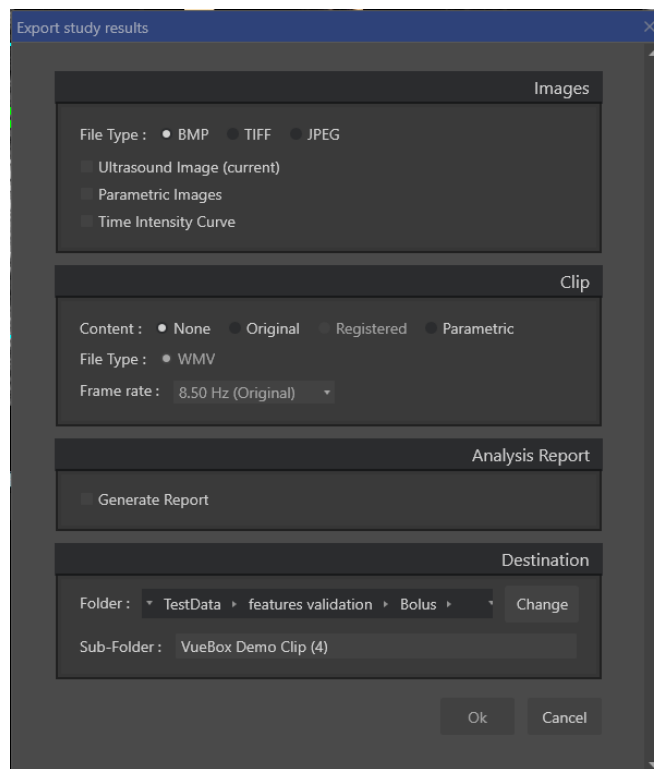 Export study results
Images
File Type : BMP TIFF JPEG
Ultrasound Image (current)
Parametric Images
Time Intensity Curve
Clip
Content : None Original Registered Parametric
File Type : WMV
Frame rate : 8.50 Hz (Original)
Analysis Report
Generate Report
Destination
Folder : TestData features validation Bolus Change
Sub-Folder : VueBox Demo Clip (4)
Ok Cancel